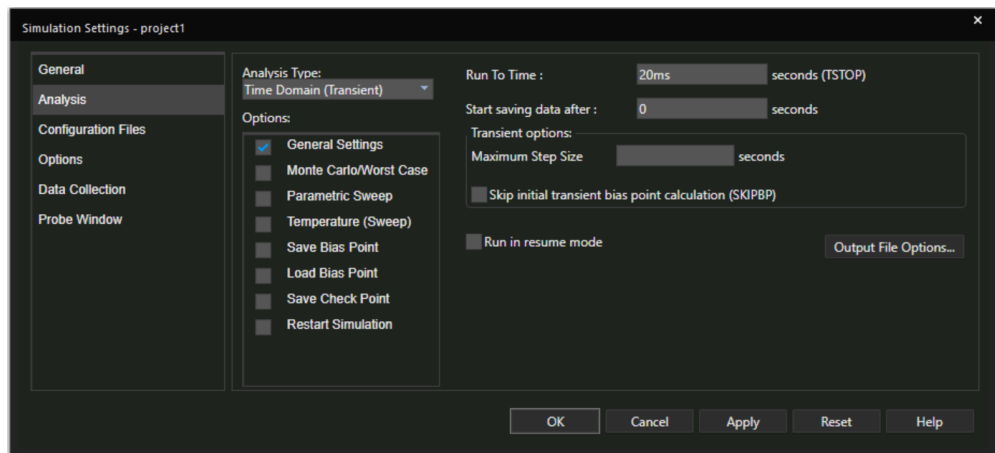 Simulation Settings - project1
×
General
Analysis
Configuration Files
Options
Data Collection
Probe Window
Analysis Type:
Time Domain (Transient)
Options:
General Settings
Monte Carlo/Worst Case
Parametric Sweep
Temperature (Sweep)
Save Bias Point
Load Bias Point
Save Check Point
Restart Simulation
Run To Time : 20ms seconds (TSTOP)
Start saving data after : 0 seconds
Transient options:
Maximum Step Size seconds
Skip initial transient bias point calculation (SKIPBP)
Run in resume mode
Output File Options...
OK Cancel Apply Reset Help